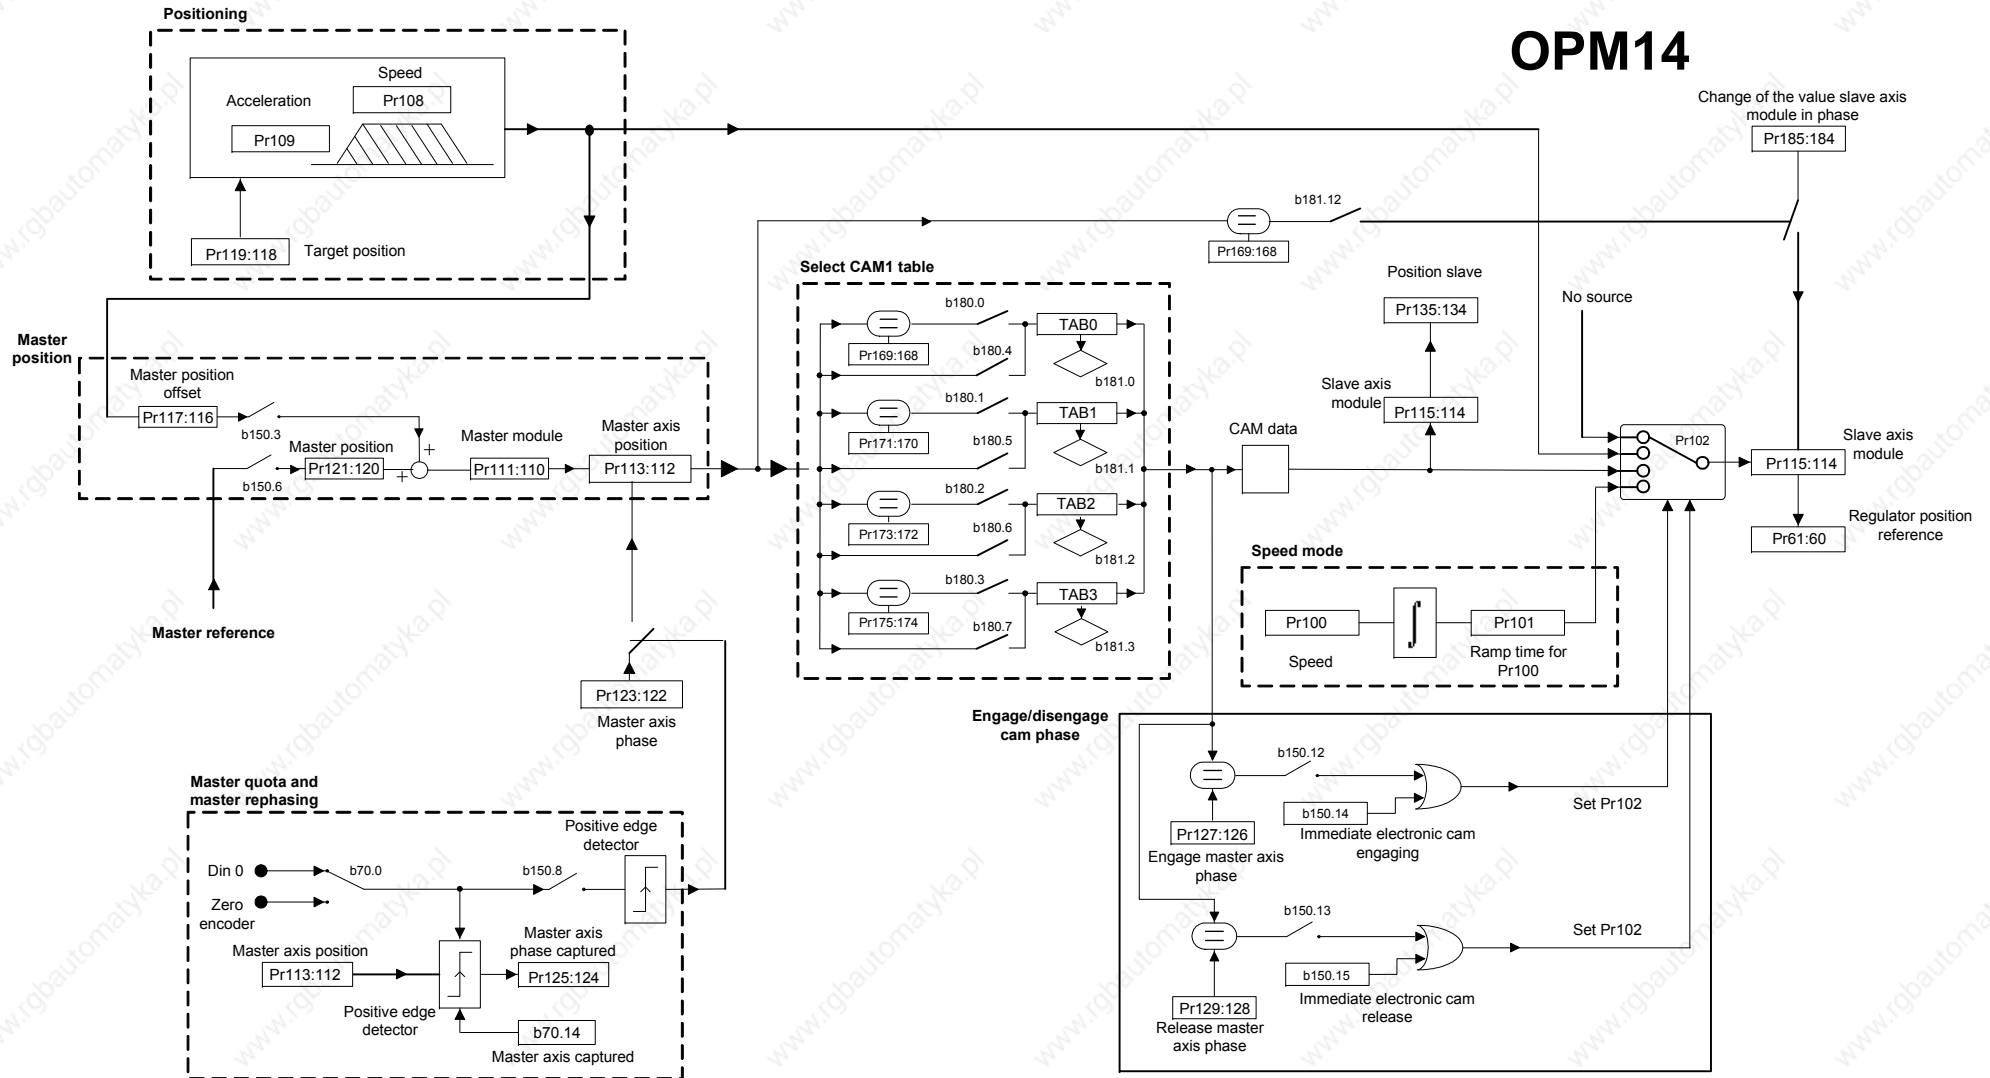 OPM14
Positioning
Speed
Pr108
Acceleration
Pr109
Pr119:118
Target position
Change of the value slave axis
module in phase
Pr185:184
b181.12
Pr169:168
Master
position
Master position
offset
Pr117:116
b150.3
Master position
Pr121:120
b150.6
+
+
Master module
Pr111:110
Master axis
position
Pr113:112
Master reference
Pr123:122
Master axis
phase
Select CAM1 table
b180.0
Pr169:168
b180.4
TAB0
b181.0
b180.1
Pr171:170
b180.5
TAB1
b181.1
b180.2
Pr173:172
b180.6
TAB2
b181.2
b180.3
Pr175:174
b180.7
TAB3
b181.3
Position slave
Pr135:134
Slave axis
module
Pr115:114
CAM data
No source
Pr102
Pr115:114
Slave axis
module
Pr61:60
Regulator position
reference
Speed mode
Pr100
Speed
∫
Pr101
Ramp time for
Pr100
Engage/disengage
cam phase
b150.12
b150.14
Immediate electronic cam
engaging
Set Pr102
Pr127:126
Engage master axis
phase
b150.13
b150.15
Immediate electronic cam
release
Set Pr102
Pr129:128
Release master
axis phase
Master quota and
master rephasing
Din 0
b70.0
Zero
encoder
b150.8
Positive edge
detector
Master axis position
Pr113:112
Positive edge
detector
Master axis
phase captured
Pr125:124
b70.14
Master axis captured
www.rgbautomatyka.pl